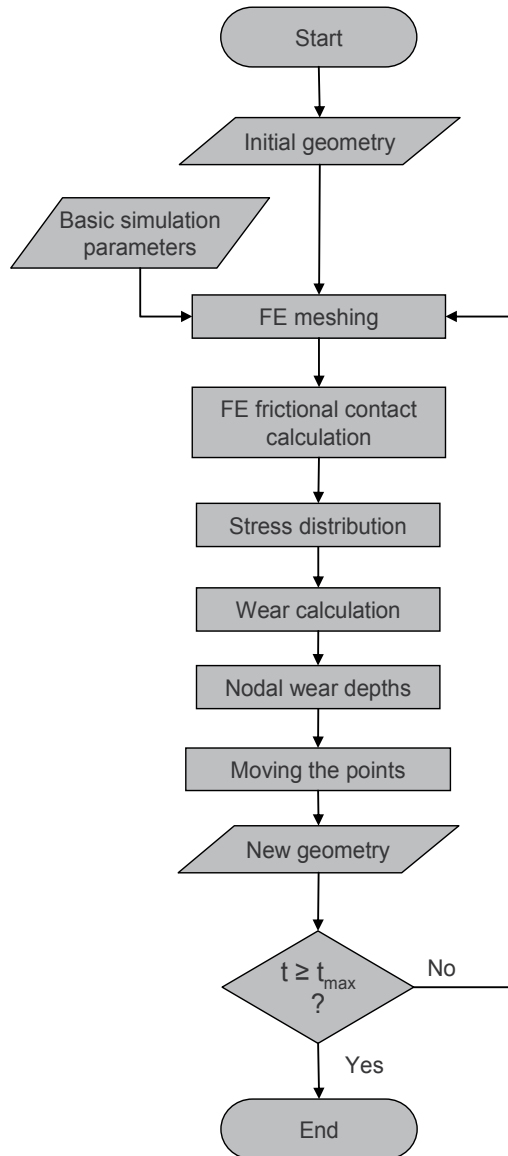 Start
Initial geometry
Basic simulation
parameters
FE meshing
FE frictional contact
calculation
Stress distribution
Wear calculation
Nodal wear depths
Moving the points
New geometry
t ≥ tmax
?
No
Yes
End